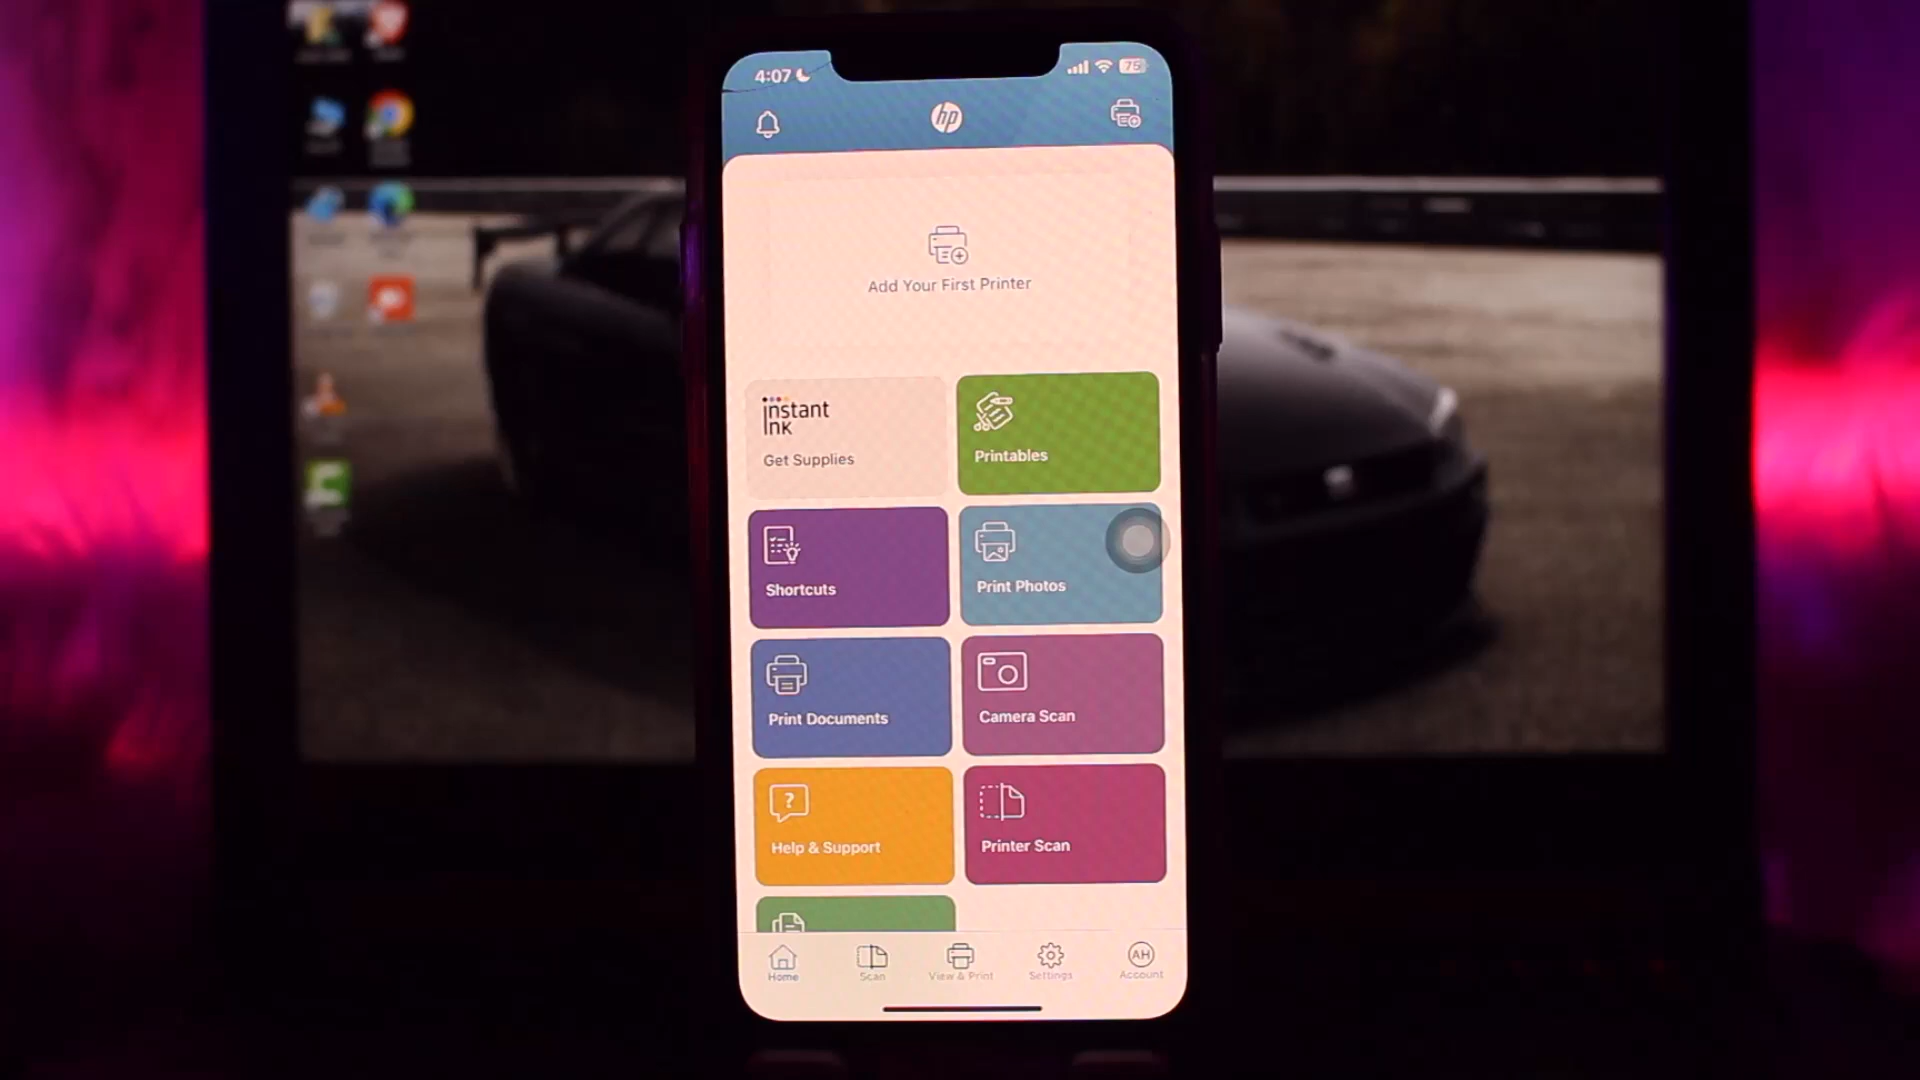 4:07
75
hp
Add Your First Printer
Instant
Ink
Get Supplies
Printables
Shortcuts
Print Photos
Print Documents
Camera Scan
Help & Support
Printer Scan
Home
Scan
View & Print
Settings
AH
Account